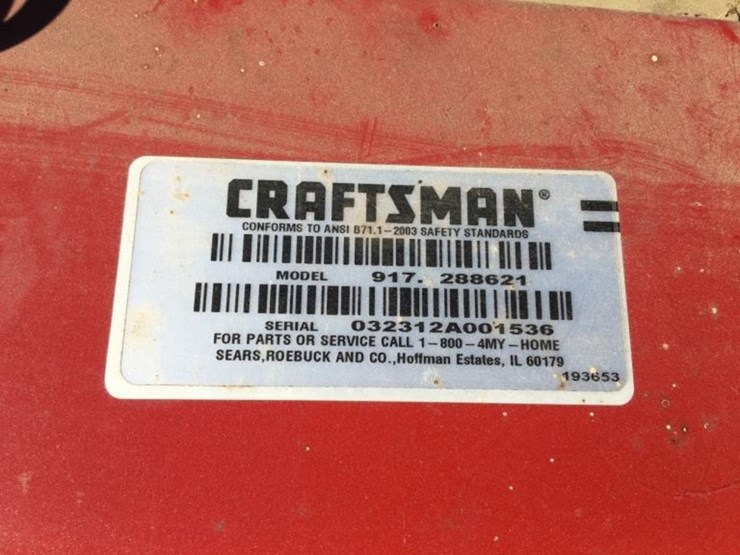 CRAFTSMAN®
CONFORMS TO ANSI B71.1-2003 SAFETY STANDARDS
MODEL 917. 288621
SERIAL 032312A001536
FOR PARTS OR SERVICE CALL 1-800-4MY-HOME
SEARS,ROEBUCK AND CO.,Hoffman Estates, IL 60179
193653